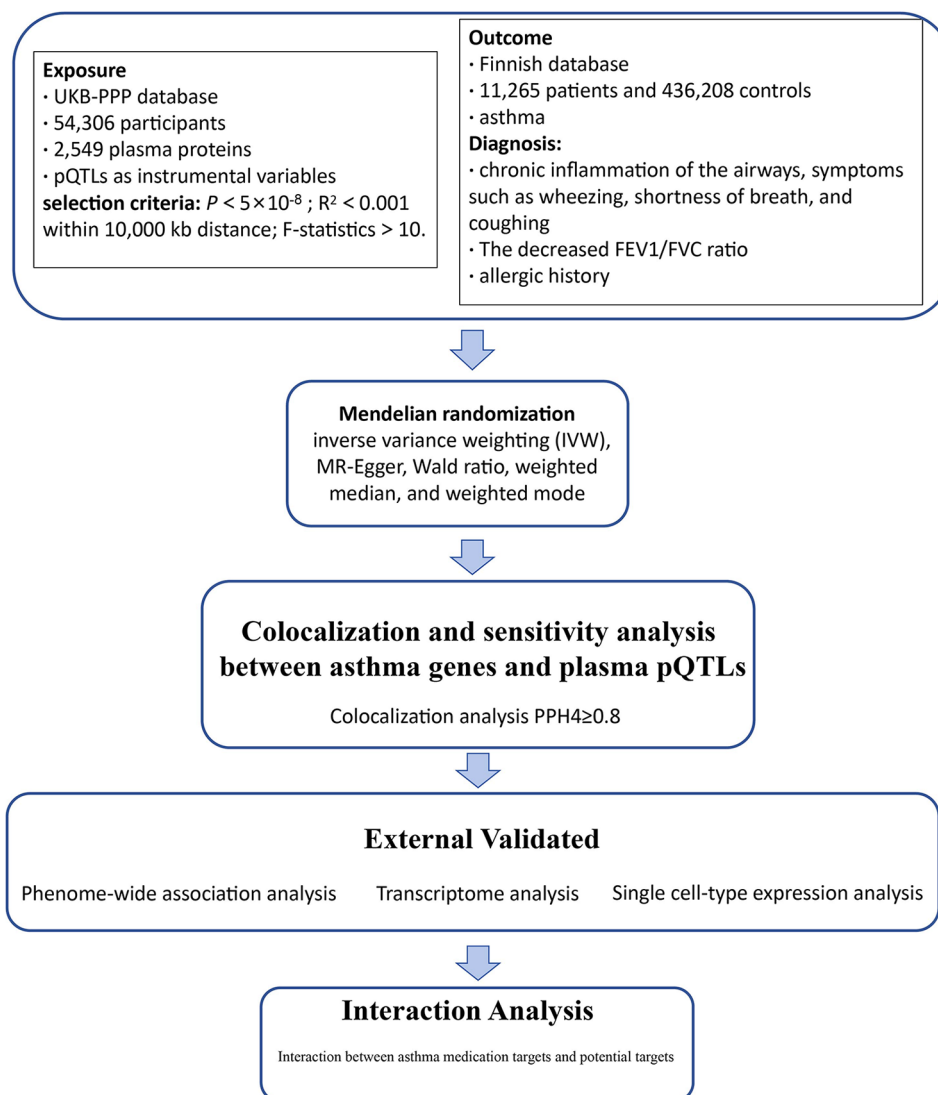 Exposure
· UKB-PPP database
· 54,306 participants
· 2,549 plasma proteins
· pQTLs as instrumental variables
selection criteria: P < 5×10⁻⁸ ; R² < 0.001
within 10,000 kb distance; F-statistics > 10.
Outcome
· Finnish database
· 11,265 patients and 436,208 controls
· asthma
Diagnosis:
· chronic inflammation of the airways, symptoms
such as wheezing, shortness of breath, and
coughing
· The decreased FEV1/FVC ratio
· allergic history
Mendelian randomization
inverse variance weighting (IVW),
MR-Egger, Wald ratio, weighted
median, and weighted mode
Colocalization and sensitivity analysis
between asthma genes and plasma pQTLs
Colocalization analysis PPH4≥0.8
External Validated
Phenome-wide association analysis Transcriptome analysis Single cell-type expression analysis
Interaction Analysis
Interaction between asthma medication targets and potential targets